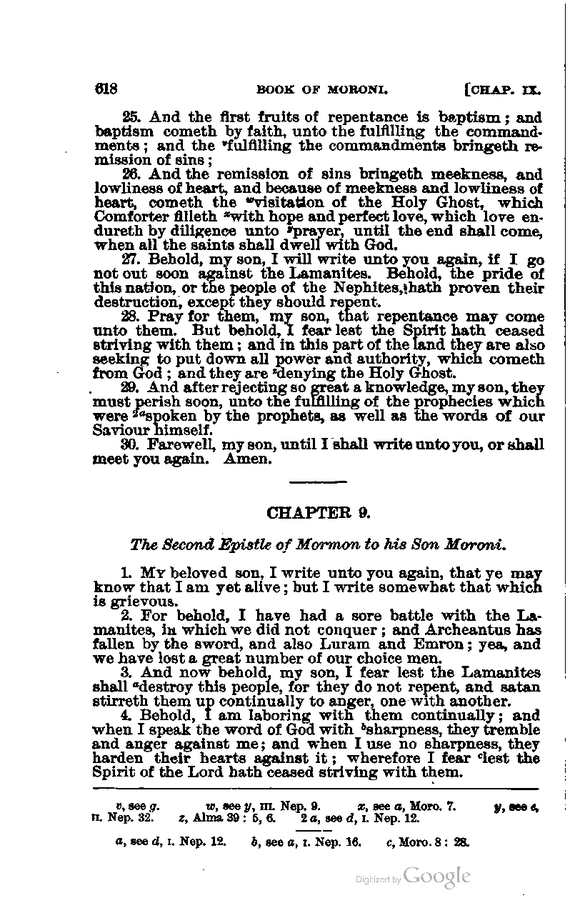 618 BOOK OF MORONI. [CHAP. IX.
25. And the first fruits of repentance is baptism; and
baptism cometh by faith, unto the fulfilling the command-
ments; and the ᵛfulfilling the commandments bringeth re-
mission of sins;
26. And the remission of sins bringeth meekness, and
lowliness of heart, and because of meekness and lowliness of
heart, cometh the ʷvisitation of the Holy Ghost, which
Comforter filleth ˣwith hope and perfect love, which love en-
dureth by diligence unto ʸprayer, until the end shall come,
when all the saints shall dwell with God.
27. Behold, my son, I will write unto you again, if I go
not out soon against the Lamanites. Behold, the pride of
this nation, or the people of the Nephites, hath proven their
destruction, except they should repent.
28. Pray for them, my son, that repentance may come
unto them. But behold, I fear lest the Spirit hath ceased
striving with them; and in this part of the land they are also
seeking to put down all power and authority, which cometh
from God; and they are ᶻdenying the Holy Ghost.
29. And after rejecting so great a knowledge, my son, they
must perish soon, unto the fulfilling of the prophecies which
were ²ᵃspoken by the prophets, as well as the words of our
Saviour himself.
30. Farewell, my son, until I shall write unto you, or shall
meet you again. Amen.
CHAPTER 9.
The Second Epistle of Mormon to his Son Moroni.
1. MY beloved son, I write unto you again, that ye may
know that I am yet alive; but I write somewhat that which
is grievous.
2. For behold, I have had a sore battle with the La-
manites, in which we did not conquer; and Archeantus has
fallen by the sword, and also Luram and Emron; yea, and
we have lost a great number of our choice men.
3. And now behold, my son, I fear lest the Lamanites
shall ᵃdestroy this people, for they do not repent, and satan
stirreth them up continually to anger, one with another.
4. Behold, I am laboring with them continually; and
when I speak the word of God with ᵇsharpness, they tremble
and anger against me; and when I use no sharpness, they
harden their hearts against it; wherefore I fear ᶜlest the
Spirit of the Lord hath ceased striving with them.
v, see g. w, see y, III. Nep. 9. x, see a, Moro. 7. y, see e,
II. Nep. 32. z, Alma 39: 5, 6. 2 a, see d, I. Nep. 12.
a, see d, I. Nep. 12. b, see a, I. Nep. 16. c, Moro. 8: 28.
Digitized by Google